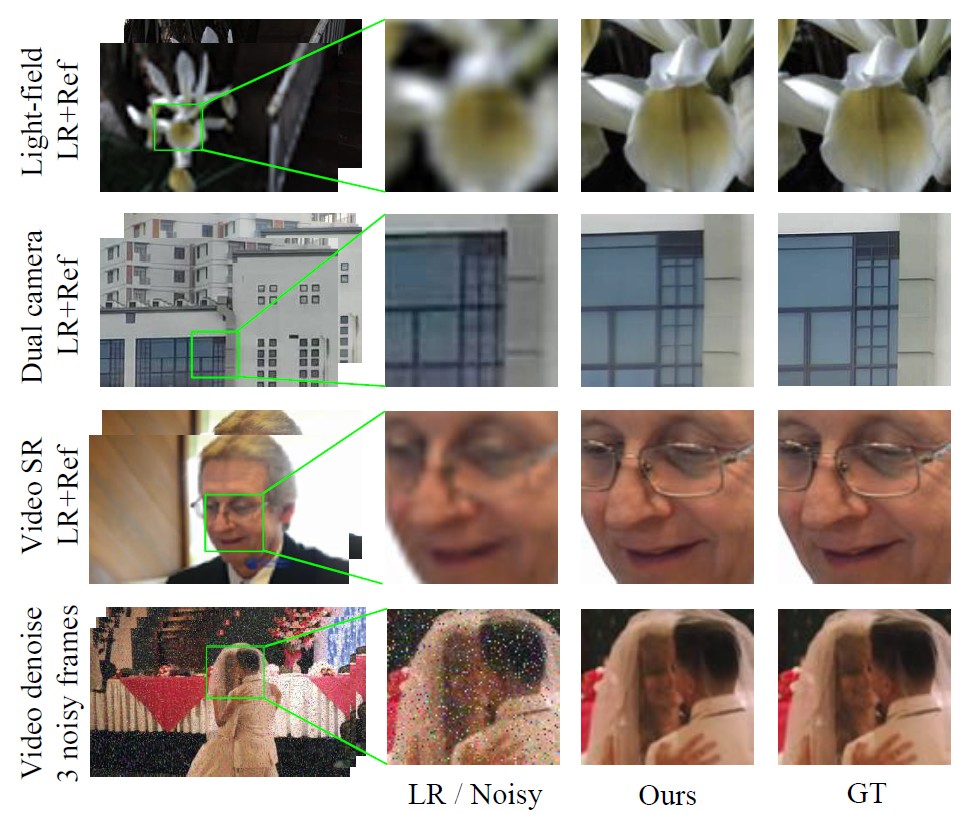 Light-field
LR+Ref
Dual camera
LR+Ref
Video SR
LR+Ref
Video denoise
3 noisy frames
LR / Noisy
Ours
GT